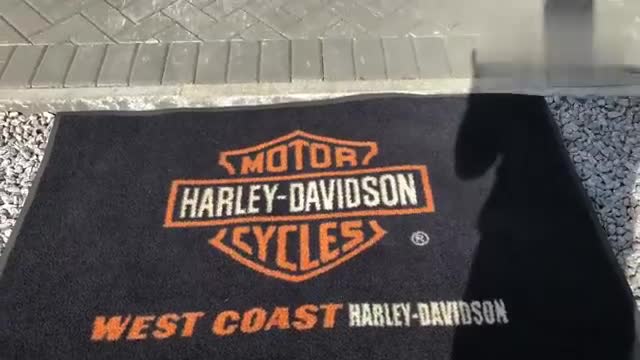 MOTOR
HARLEY-DAVIDSON
CYCLES
®
WEST COAST HARLEY-DAVIDSON